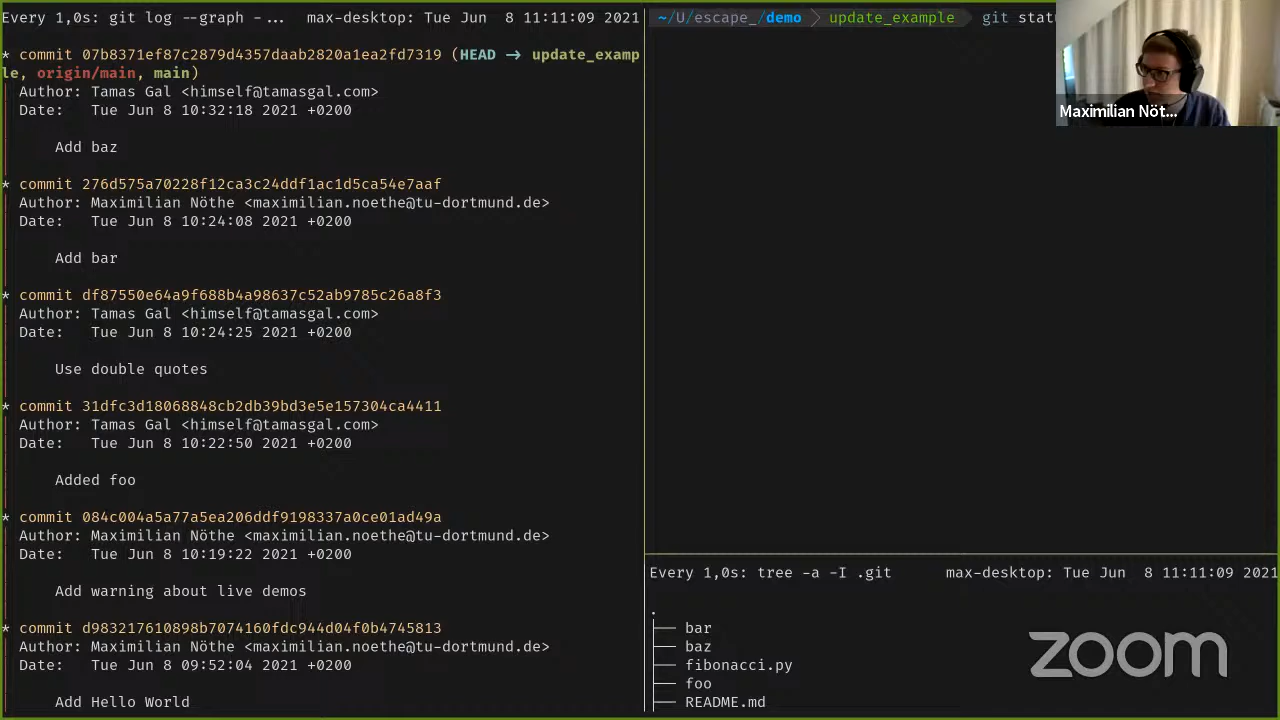 Every 1,0s: git log --graph -... max-desktop: Tue Jun 8 11:11:09 2021
* commit 07b8371ef87c2879d4357daab2820a1ea2fd7319 (HEAD → update_examp
le, origin/main, main)
Author: Tamas Gal <himself@tamasgal.com>
Date: Tue Jun 8 10:32:18 2021 +0200
Add baz
* commit 276d575a70228f12ca3c24ddf1ac1d5ca54e7aaf
Author: Maximilian Nöthe <maximilian.noethe@tu-dortmund.de>
Date: Tue Jun 8 10:24:08 2021 +0200
Add bar
* commit df87550e64a9f688b4a98637c52ab9785c26a8f3
Author: Tamas Gal <himself@tamasgal.com>
Date: Tue Jun 8 10:24:25 2021 +0200
Use double quotes
* commit 31dfc3d18068848cb2db39bd3e5e157304ca4411
Author: Tamas Gal <himself@tamasgal.com>
Date: Tue Jun 8 10:22:50 2021 +0200
Added foo
* commit 084c004a5a77a5ea206ddf9198337a0ce01ad49a
Author: Maximilian Nöthe <maximilian.noethe@tu-dortmund.de>
Date: Tue Jun 8 10:19:22 2021 +0200
Add warning about live demos
* commit d983217610898b7074160fdc944d04f0b4745813
Author: Maximilian Nöthe <maximilian.noethe@tu-dortmund.de>
Date: Tue Jun 8 09:52:04 2021 +0200
Add Hello World
~/U/escape_/demo update_example git statu
Maximilian Nöt...
Every 1,0s: tree -a -I .git max-desktop: Tue Jun 8 11:11:09 2021
.
├── bar
├── baz
├── fibonacci.py
├── foo
├── README.md
zoom